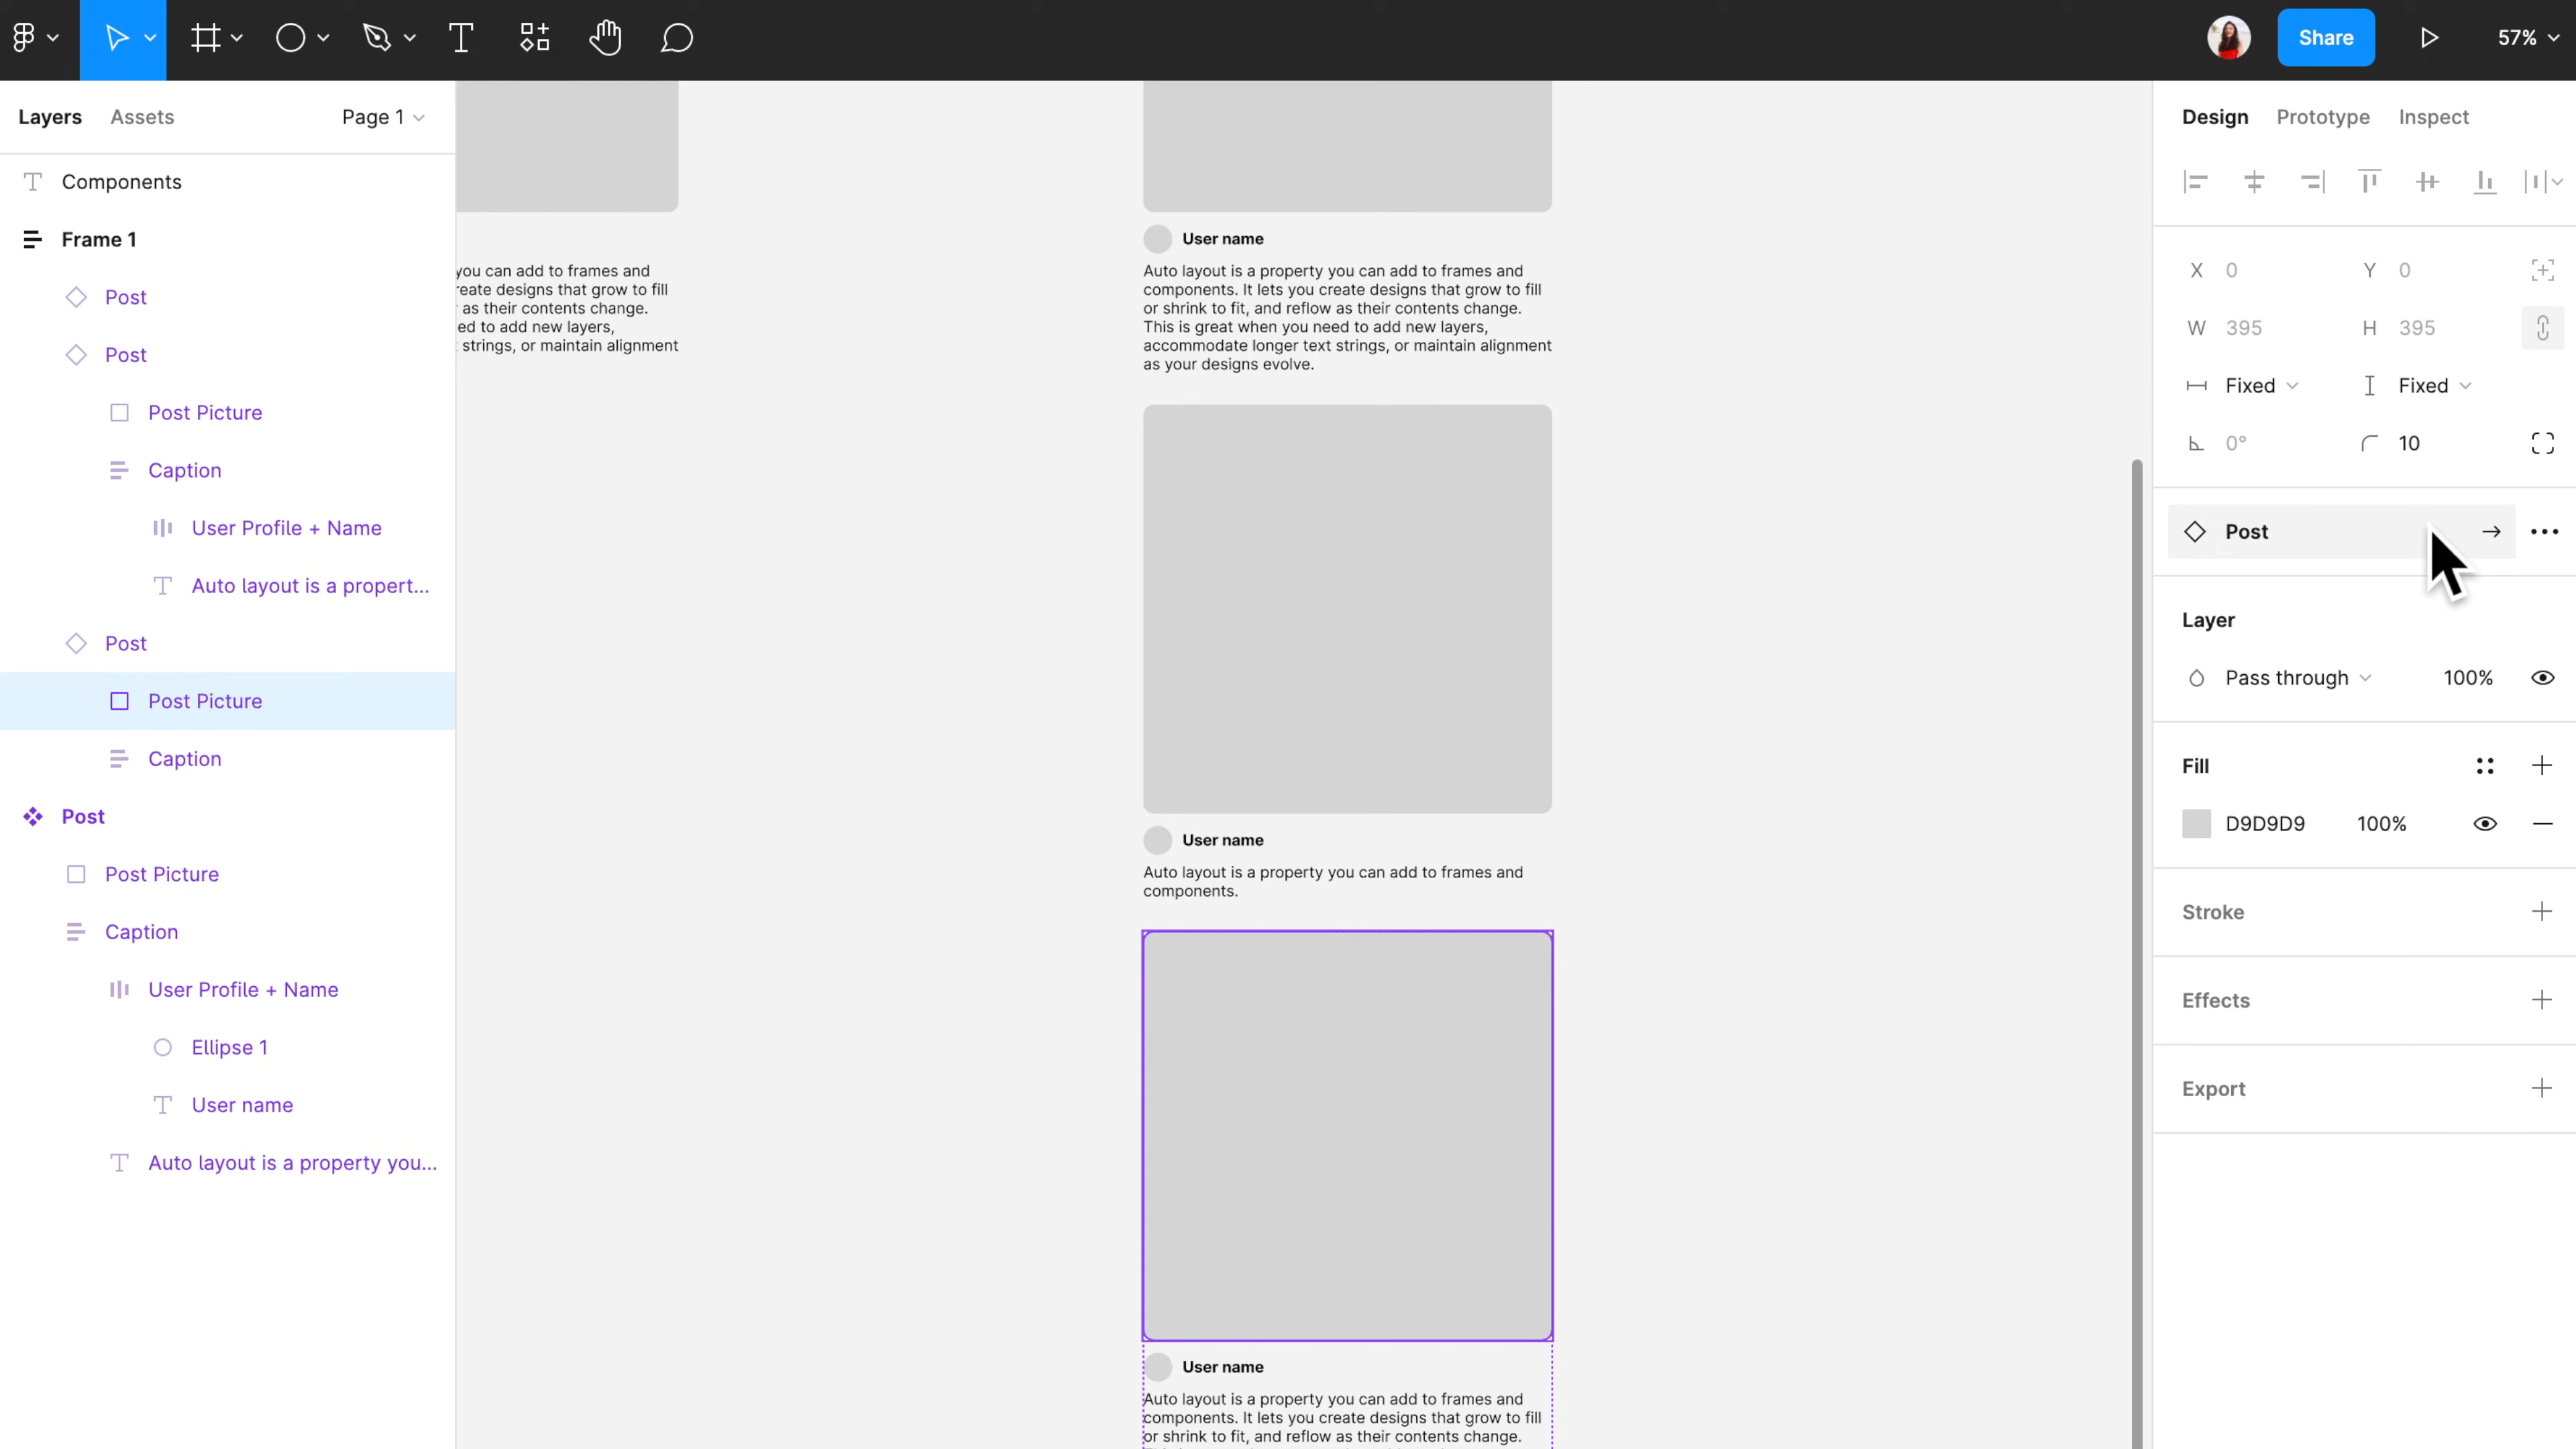 Share
57%
Layers
Assets
Page 1
Components
Frame 1
Post
Post
Post Picture
Caption
User Profile + Name
Auto layout is a propert...
Post
Post Picture
Caption
Post
Post Picture
Caption
User Profile + Name
Ellipse 1
User name
Auto layout is a property you...
you can add to frames and
reate designs that grow to fill
as their contents change.
ed to add new layers,
strings, or maintain alignment
User name
Auto layout is a property you can add to frames and
components. It lets you create designs that grow to fill
or shrink to fit, and reflow as their contents change.
This is great when you need to add new layers,
accommodate longer text strings, or maintain alignment
as your designs evolve.
User name
Auto layout is a property you can add to frames and
components.
User name
Auto layout is a property you can add to frames and
components. It lets you create designs that grow to fill
or shrink to fit, and reflow as their contents change.
Design
Prototype
Inspect
X 0
Y 0
W 395
H 395
Fixed
Fixed
0°
10
Post
Layer
Pass through
100%
Fill
D9D9D9
100%
Stroke
Effects
Export